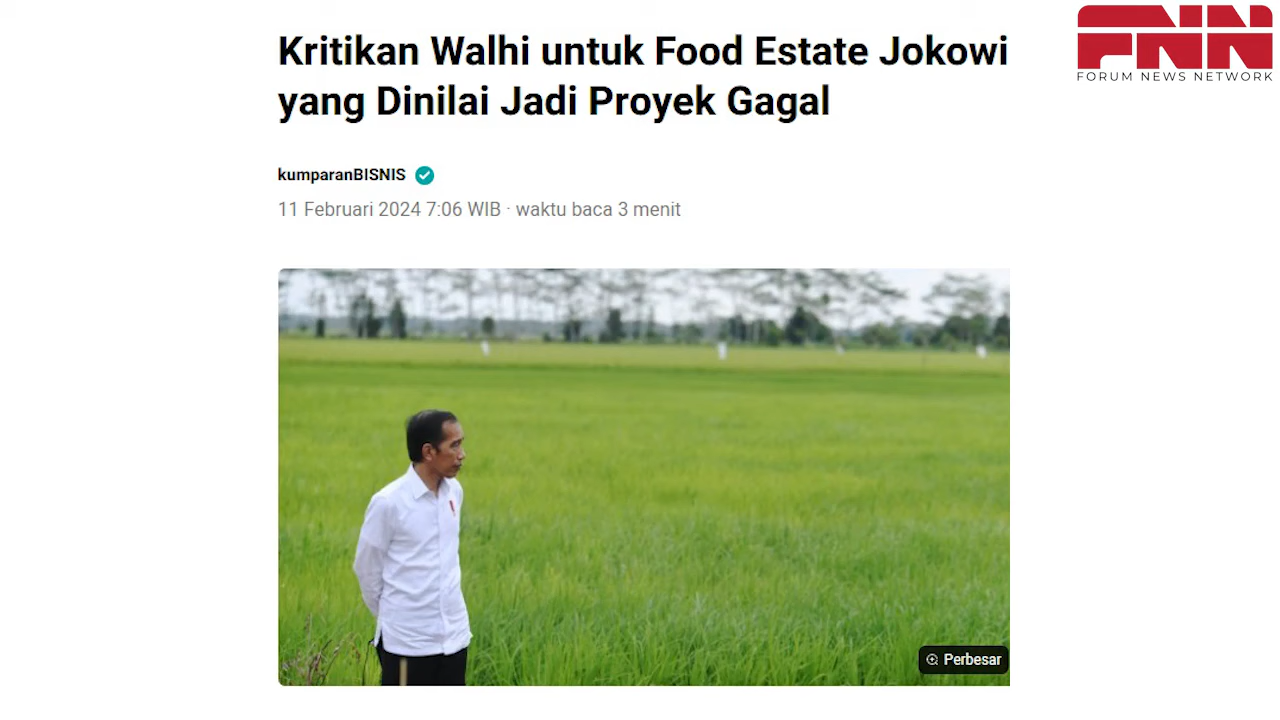 Kritikan Walhi untuk Food Estate Jokowi
yang Dinilai Jadi Proyek Gagal
kumparanBISNIS
11 Februari 2024 7:06 WIB · waktu baca 3 menit
Perbesar
FNN
FORUM NEWS NETWORK